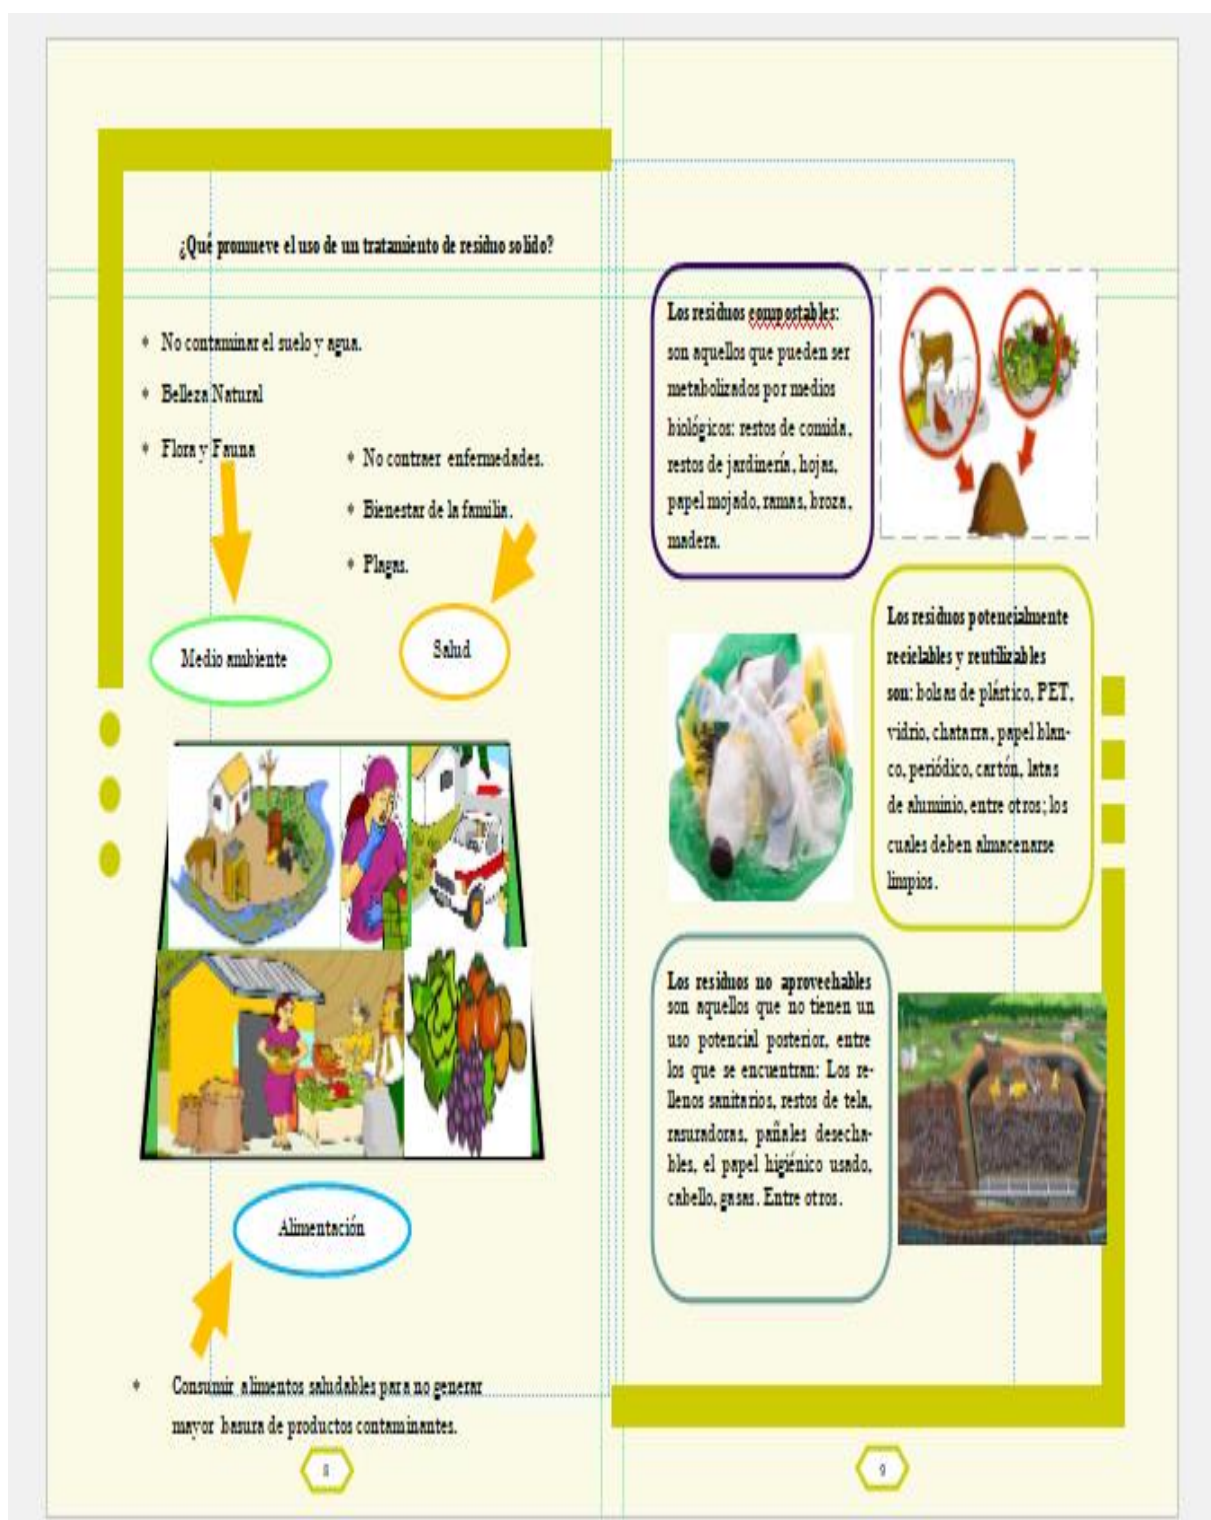 ¿Qué promueve el uso de un tratamiento de residuo solido?
* No contaminar el suelo y agua.
* Belleza Natural
* Flora y Fauna
* No contraer enfermedades.
* Bienestar de la familia.
* Plagas.
Medio ambiente
Salud
Alimentación
* Consumir alimentos saludables para no generar
mayor basura de productos contaminantes.
8
Los residuos compostables:
son aquellos que pueden ser
metabolizados por medios
biológicos: restos de comida,
restos de jardinería, hojas,
papel mojado, ramas, broza,
madera.
Los residuos potencialmente
reciclables y reutilizables
son: bolsas de plástico, PET,
vidrio, chatarra, papel blan-
co, periódico, cartón, latas
de aluminio, entre otros; los
cuales deben almacenarse
limpios.
Los residuos no aprovechables
son aquellos que no tienen un
uso potencial posterior, entre
los que se encuentran: Los re-
llenos sanitarios, restos de tela,
rasuradoras, pañales desecha-
bles, el papel higiénico usado,
cabello, gasas. Entre otros.
9